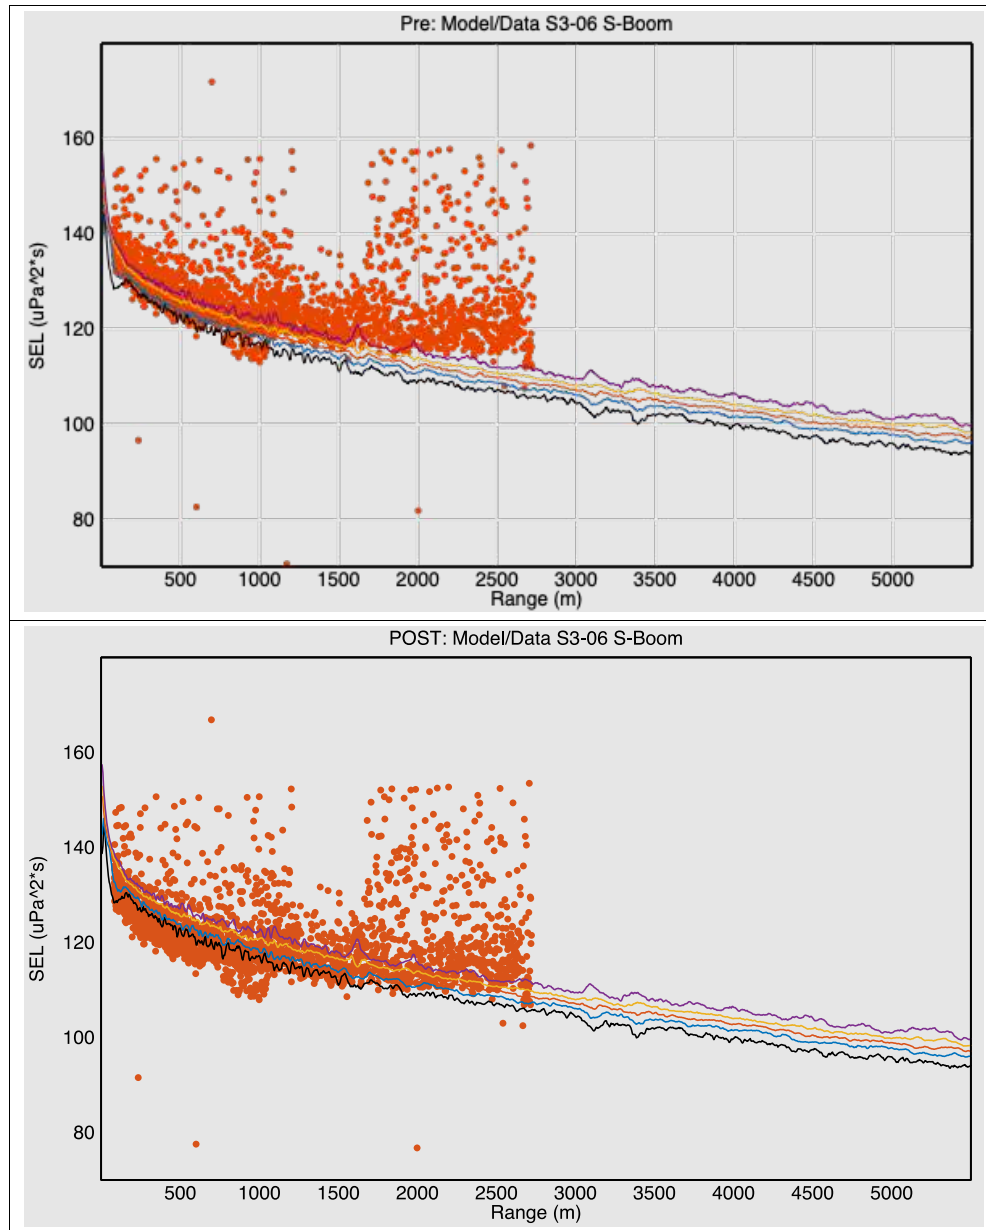 Pre: Model/Data S3-06 S-Boom
160
140
120
100
80
SEL (uPa^2*s)
500 1000 1500 2000 2500 3000 3500 4000 4500 5000
Range (m)
POST: Model/Data S3-06 S-Boom
160
140
120
100
80
SEL (uPa^2*s)
500 1000 1500 2000 2500 3000 3500 4000 4500 5000
Range (m)